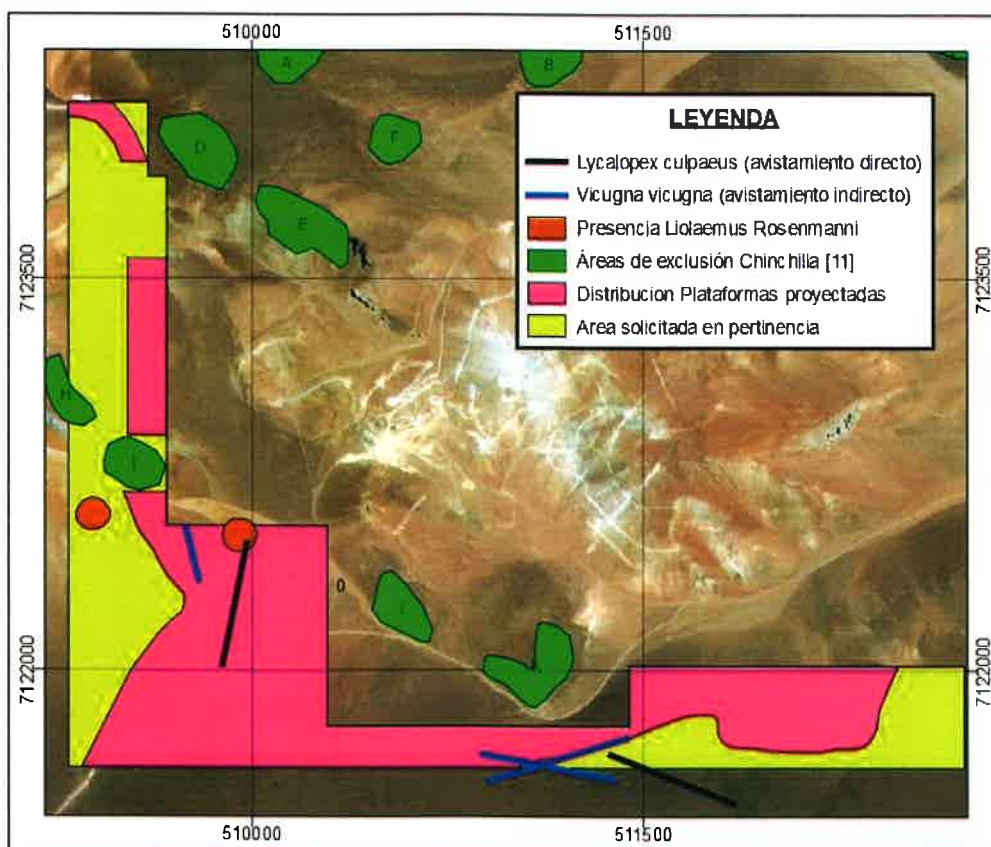 510000 511500
A B
D F
E
LEYENDA
Lycalopex culpaeus (avistamiento directo)
Vicugna vicugna (avistamiento indirecto)
Presencia Liolaemus Rosenmanni
Áreas de exclusión Chinchilla [11]
Distribucion Plataformas proyectadas
Area solicitada en pertinencia
7123500 7123500
H
0
7122000 7122000
510000 511500